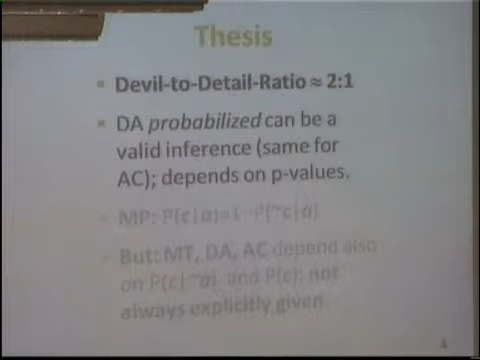 Thesis
Devil-to-Detail-Ratio ≈ 2:1
DA probabilized can be a
valid inference (same for
AC); depends on p-values.
MP: P(c|a)=1−P(~c|a)
But: MT, DA, AC depend also
on P(c|~a) and P(c); not
always explicitly given
4